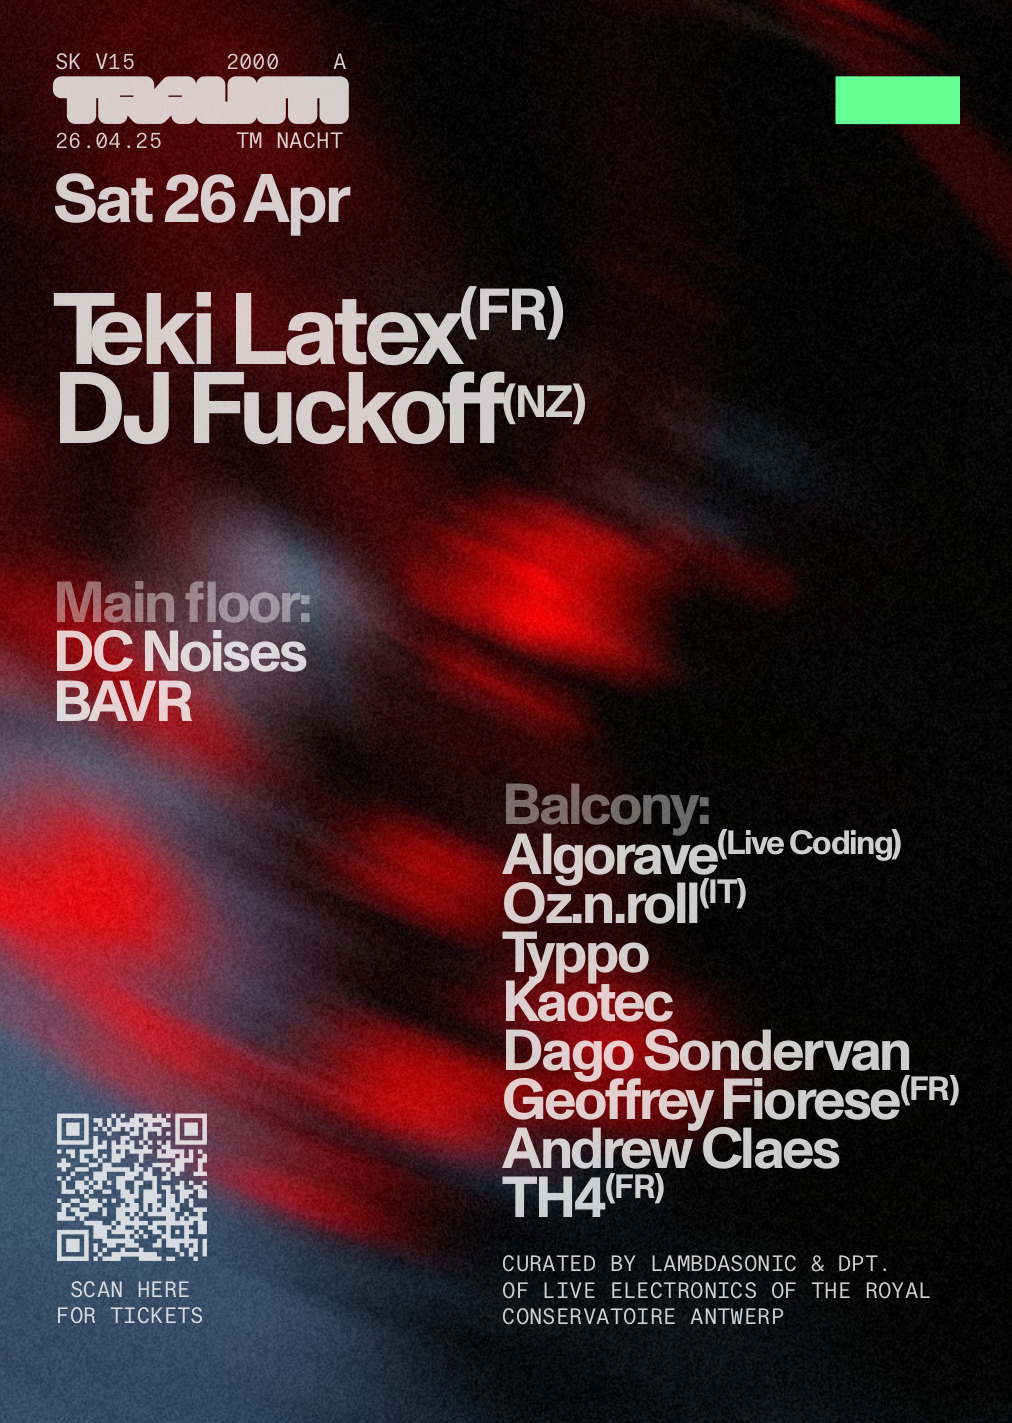 SK V15 2000 A
TRAUM
26.04.25 TM NACHT
Sat 26 Apr
Teki Latex(FR)
DJ Fuckoff(NZ)
Main floor:
DC Noises
BAVR
Balcony:
Algorave(Live Coding)
Oz.n.roll(IT)
Typpo
Kaotec
Dago Sondervan
Geoffrey Fiorese(FR)
Andrew Claes
TH4(FR)
SCAN HERE
FOR TICKETS
CURATED BY LAMBDASONIC & DPT.
OF LIVE ELECTRONICS OF THE ROYAL
CONSERVATOIRE ANTWERP